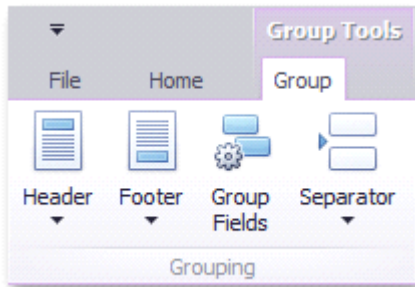 Group Tools
File Home Group
Header Footer Group Fields Separator
Grouping